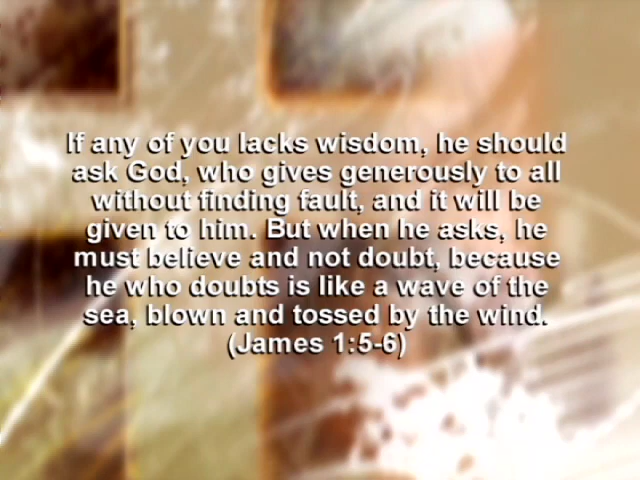 If any of you lacks wisdom, he should
ask God, who gives generously to all
without finding fault, and it will be
given to him. But when he asks, he
must believe and not doubt, because
he who doubts is like a wave of the
sea, blown and tossed by the wind.
(James 1:5-6)